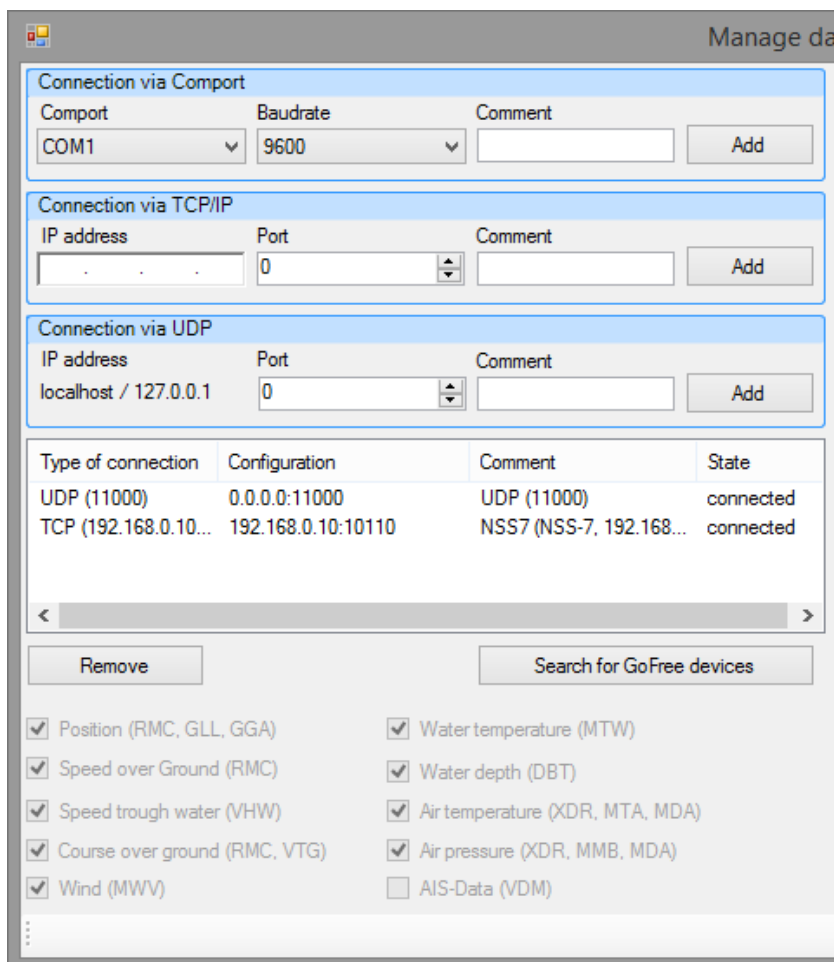 Manage da
Connection via Comport
Comport Baudrate Comment
COM1 9600 Add
Connection via TCP/IP
IP address Port Comment
. . . 0 Add
Connection via UDP
IP address Port Comment
localhost / 127.0.0.1 0 Add
Type of connection Configuration Comment State
UDP (11000) 0.0.0.0:11000 UDP (11000) connected
TCP (192.168.0.10... 192.168.0.10:10110 NSS7 (NSS-7, 192.168... connected
Remove Search for GoFree devices
Position (RMC, GLL, GGA) Water temperature (MTW)
Speed over Ground (RMC) Water depth (DBT)
Speed trough water (VHW) Air temperature (XDR, MTA, MDA)
Course over ground (RMC, VTG) Air pressure (XDR, MMB, MDA)
Wind (MWV) AIS-Data (VDM)